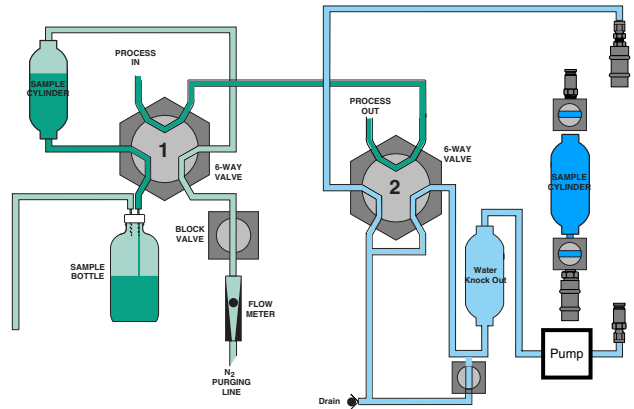 PROCESS
IN
SAMPLE
CYLINDER
1
6-WAY
VALVE
PROCESS
OUT
6-WAY
VALVE
2
SAMPLE
CYLINDER
BLOCK
VALVE
SAMPLE
BOTTLE
Water
Knock Out
FLOW
METER
Pump
N2
PURGING
LINE
Drain